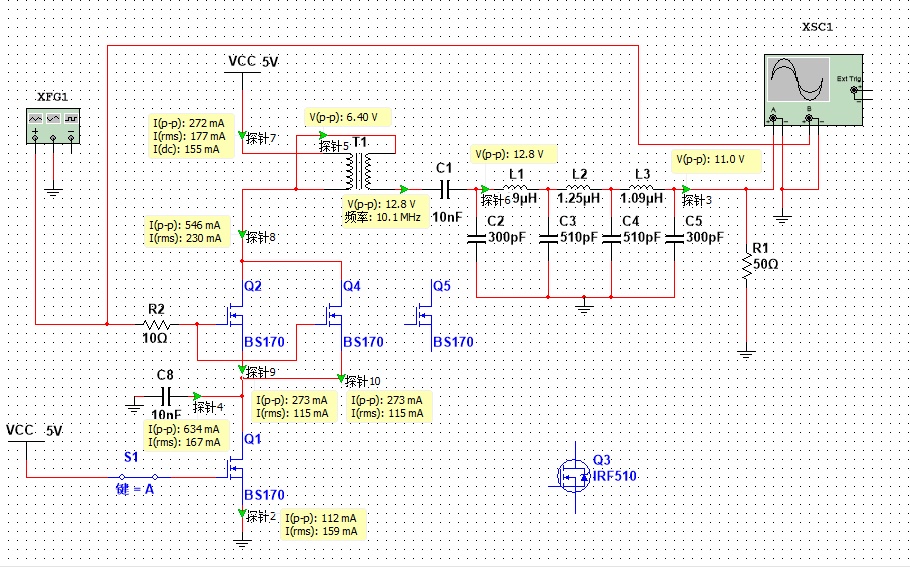 XSC1
Ext Trig
A
B
VCC 5V
XFG1
I(p-p): 272 mA
I(rms): 177 mA
I(dc): 155 mA
探针7
V(p-p): 6.40 V
探针5
T1
V(p-p): 12.8 V
V(p-p): 11.0 V
C1
10nF
L1
9µH
L2
1.25µH
L3
1.09µH
探针6
探针3
V(p-p): 12.8 V
频率: 10.1 MHz
I(p-p): 546 mA
I(rms): 230 mA
探针8
C2
300pF
C3
510pF
C4
510pF
C5
300pF
R1
50Ω
Q2
BS170
Q4
BS170
Q5
BS170
R2
10Ω
探针9
探针10
C8
10nF
探针4
I(p-p): 273 mA
I(rms): 115 mA
I(p-p): 273 mA
I(rms): 115 mA
I(p-p): 634 mA
I(rms): 167 mA
VCC 5V
S1
键 = A
Q1
BS170
Q3
IRF510
探针2
I(p-p): 112 mA
I(rms): 159 mA